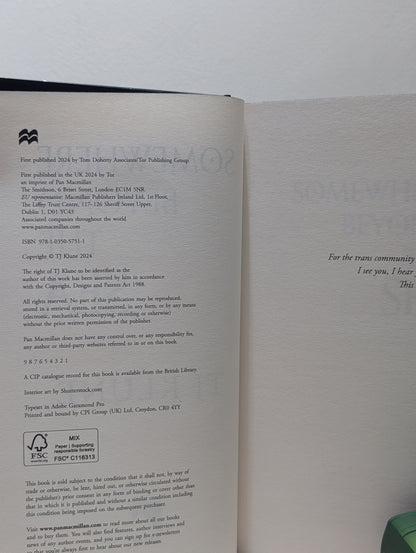 First published 2024 by Tom Doherty Associates/Tor Publishing Group
First published in the UK 2024 by Tor
an imprint of Pan Macmillan
The Smithson, 6 Briset Street, London EC1M 5NR
EU representative: Macmillan Publishers Ireland Ltd, 1st Floor,
The Liffey Trust Centre, 117–126 Sheriff Street Upper,
Dublin 1, D01 YC43
Associated companies throughout the world
www.panmacmillan.com
ISBN 978-1-0350-5751-1
Copyright © TJ Klune 2024
The right of TJ Klune to be identified as the
author of this work has been asserted by him in accordance
with the Copyright, Designs and Patents Act 1988.
All rights reserved. No part of this publication may be reproduced,
stored in a retrieval system, or transmitted, in any form, or by any means
(electronic, mechanical, photocopying, recording or otherwise)
without the prior written permission of the publisher.
Pan Macmillan does not have any control over, or any responsibility for,
any author or third-party websites referred to in or on this book.
9 8 7 6 5 4 3 2 1
A CIP catalogue record for this book is available from the British Library.
Interior art by Shutterstock.com
Typeset in Adobe Garamond Pro
Printed and bound by CPI Group (UK) Ltd, Croydon, CR0 4YY
FSC
www.fsc.org
MIX
Paper | Supporting
responsible forestry
FSC® C116313
This book is sold subject to the condition that it shall not, by way of
trade or otherwise, be lent, hired out, or otherwise circulated without
the publisher's prior consent in any form of binding or cover other than
that in which it is published and without a similar condition including
this condition being imposed on the subsequent purchaser.
Visit www.panmacmillan.com to read more about all our books
and to buy them. You will also find features, author interviews and
news of any author events, and you can sign up for e-newsletters
so you're always first to hear about our new releases.
For the trans community
I see you, I hear
This